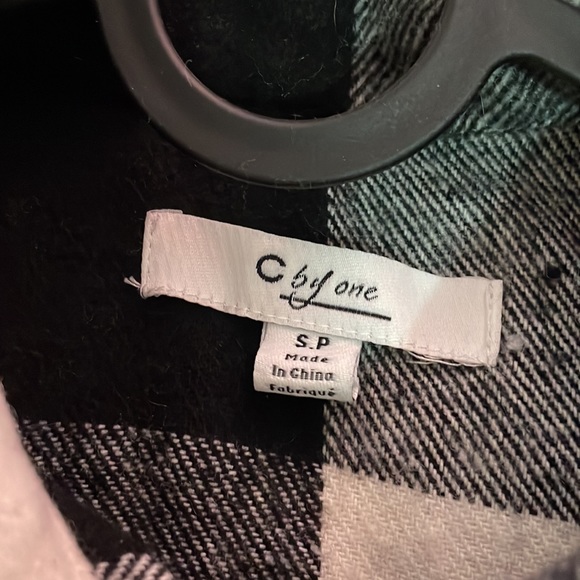 C by one
S.P
Made
In China
Fabriqué